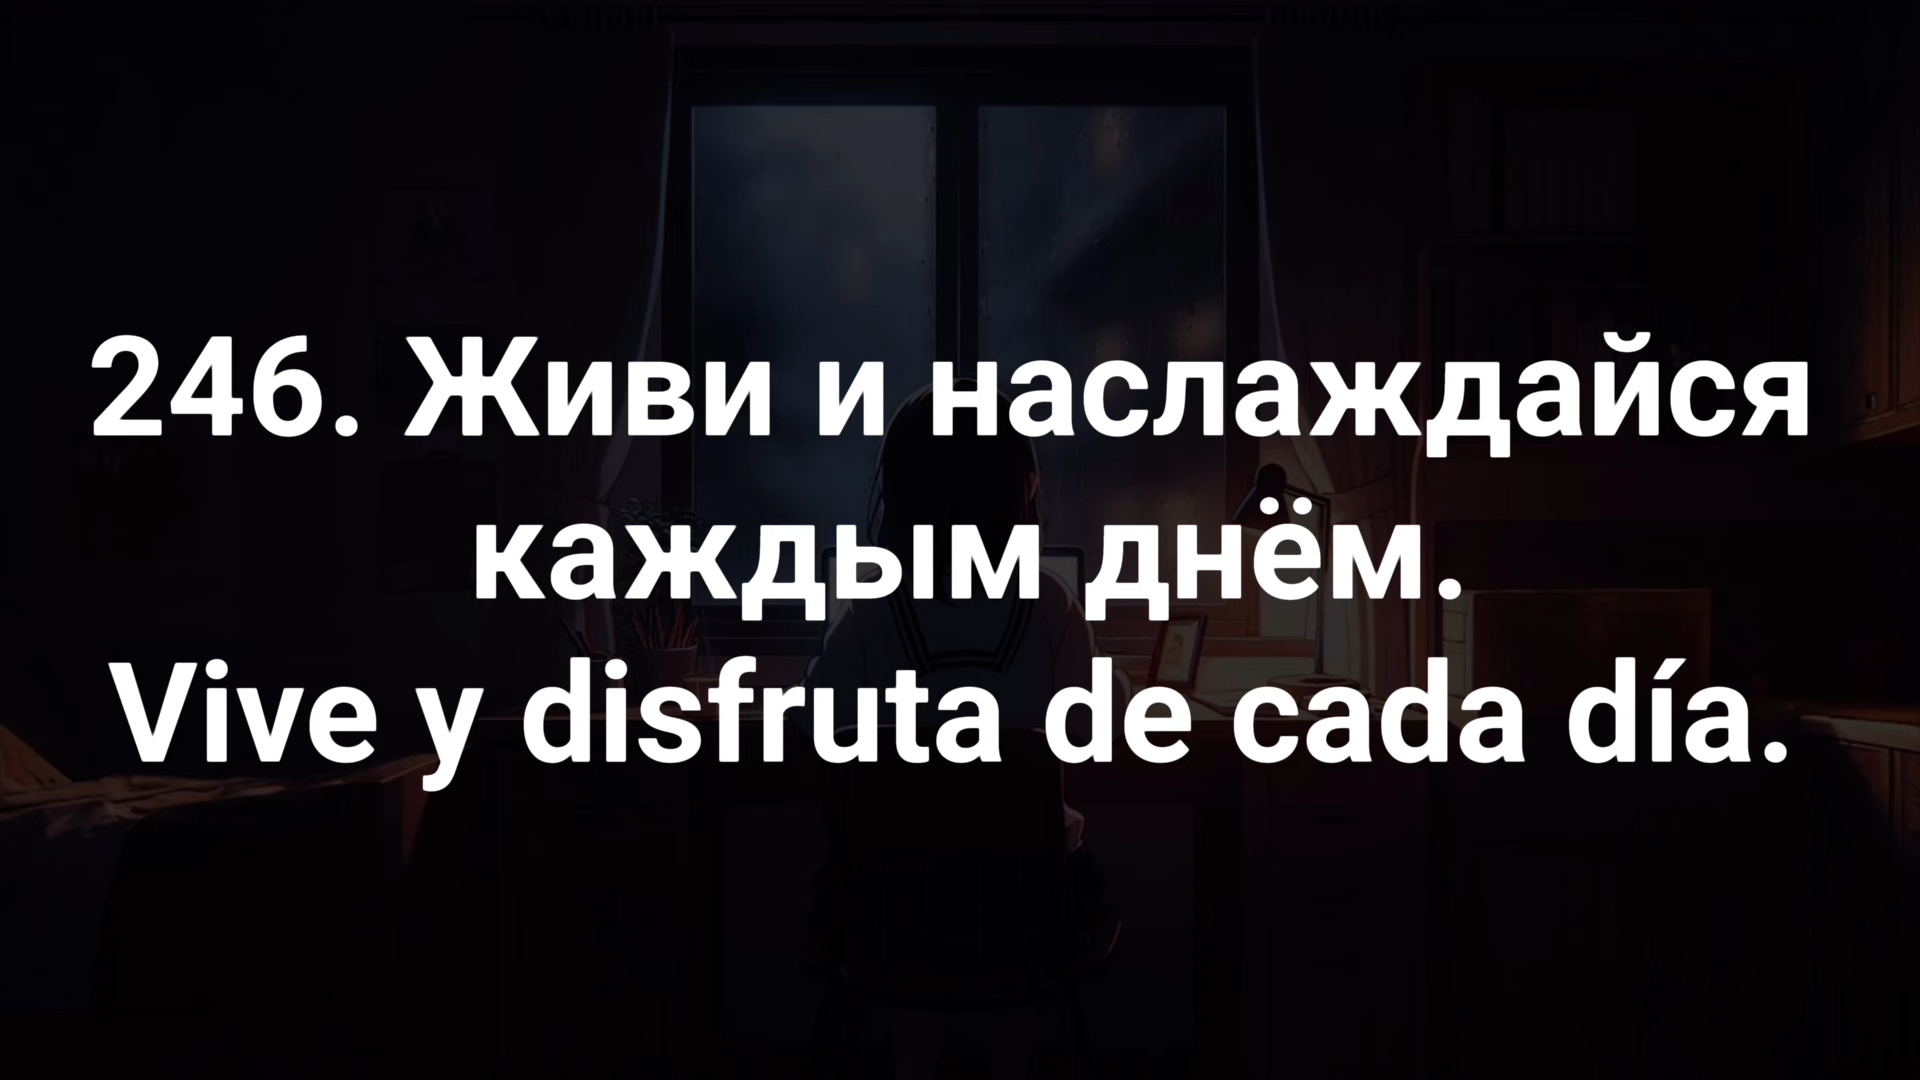 246. Живи и наслаждайся
каждым днём.
Vive y disfruta de cada día.